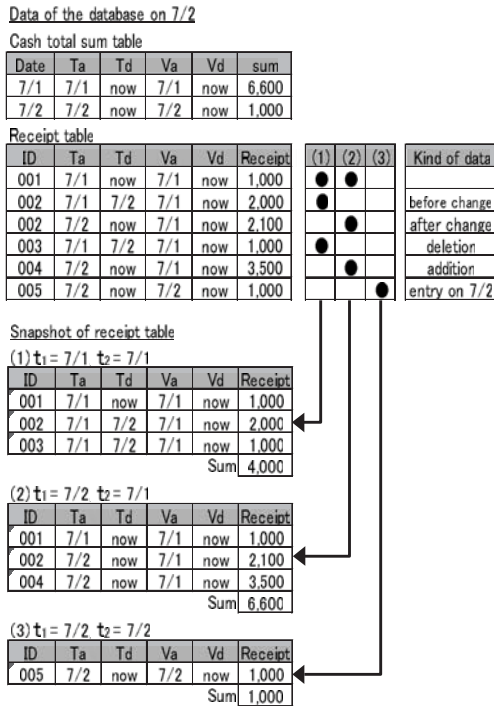 Data of the database on 7/2
Cash total sum table
Date Ta Td Va Vd sum
7/1 7/1 now 7/1 now 6,600
7/2 7/2 now 7/2 now 1,000
Receipt table
ID Ta Td Va Vd Receipt (1) (2) (3) Kind of data
001 7/1 now 7/1 now 1,000
002 7/1 7/2 7/1 now 2,000 before change
002 7/2 now 7/1 now 2,100 after change
003 7/1 7/2 7/1 now 1,000 deletion
004 7/2 now 7/1 now 3,500 addition
005 7/2 now 7/2 now 1,000 entry on 7/2
Snapshot of receipt table
(1) t1 = 7/1, t2 = 7/1
ID Ta Td Va Vd Receipt
001 7/1 now 7/1 now 1,000
002 7/1 7/2 7/1 now 2,000
003 7/1 7/2 7/1 now 1,000
Sum 4,000
(2) t1 = 7/2, t2 = 7/1
ID Ta Td Va Vd Receipt
001 7/1 now 7/1 now 1,000
002 7/2 now 7/1 now 2,100
004 7/2 now 7/1 now 3,500
Sum 6,600
(3) t1 = 7/2, t2 = 7/2
ID Ta Td Va Vd Receipt
005 7/2 now 7/2 now 1,000
Sum 1,000